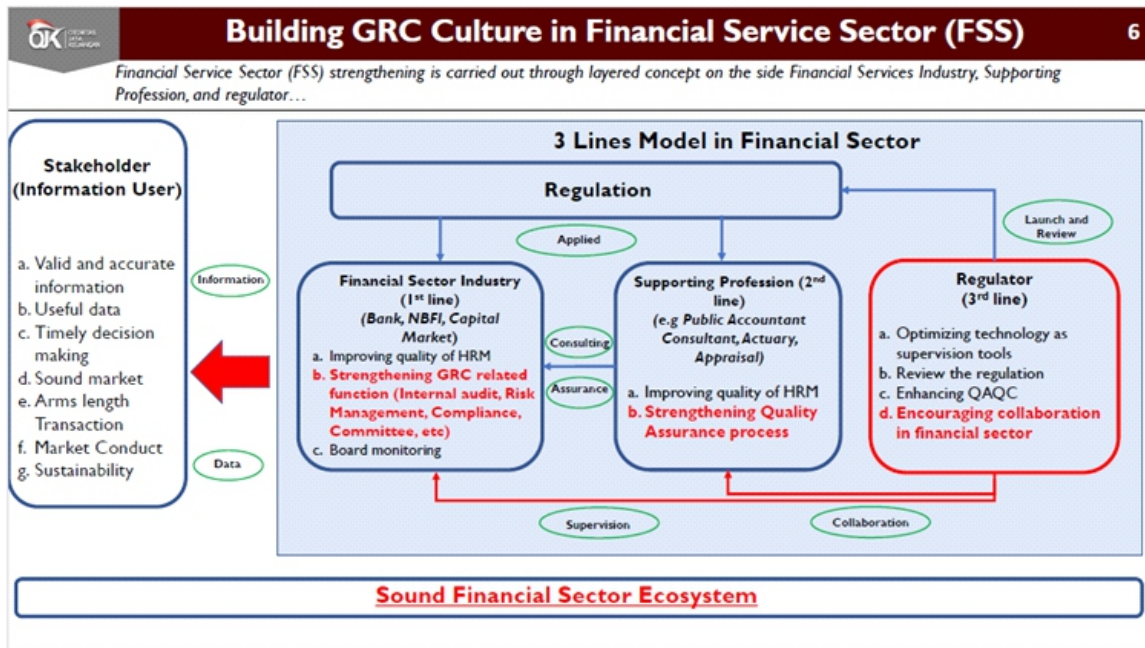 OJK OTORITAS
JASA
KEUANGAN
Building GRC Culture in Financial Service Sector (FSS)
6
Financial Service Sector (FSS) strengthening is carried out through layered concept on the side Financial Services Industry, Supporting
Profession, and regulator…
Stakeholder
(Information User)
a. Valid and accurate
information
b. Useful data
c. Timely decision
making
d. Sound market
e. Arms length
Transaction
f. Market Conduct
g. Sustainability
Information
Data
3 Lines Model in Financial Sector
Regulation
Applied
Launch and
Review
Financial Sector Industry
(1st line)
(Bank, NBFI, Capital
Market)
a. Improving quality of HRM
b. Strengthening GRC related
function (Internal audit, Risk
Management, Compliance,
Committee, etc)
c. Board monitoring
Consulting
Assurance
Supporting Profession (2nd
line)
(e.g Public Accountant
Consultant, Actuary,
Appraisal)
a. Improving quality of HRM
b. Strengthening Quality
Assurance process
Regulator
(3rd line)
a. Optimizing technology as
supervision tools
b. Review the regulation
c. Enhancing QAQC
d. Encouraging collaboration
in financial sector
Supervision
Collaboration
Sound Financial Sector Ecosystem